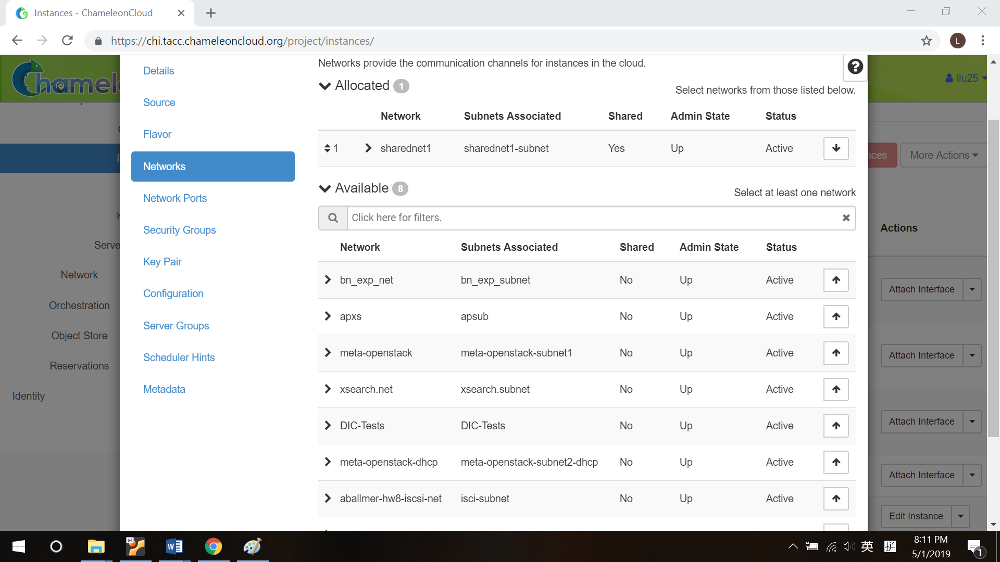 Instances - ChameleonCloud
https://chi.tacc.chameleoncloud.org/project/instances/
L
Networks provide the communication channels for instances in the cloud.
llu25
Details
Source
Flavor
Networks
Network Ports
Security Groups
Key Pair
Configuration
Server Groups
Scheduler Hints
Metadata
Allocated 1
Select networks from those listed below.
Network Subnets Associated Shared Admin State Status
1 sharednet1 sharednet1-subnet Yes Up Active
Available 8
Select at least one network
Click here for filters.
Network Subnets Associated Shared Admin State Status
bn_exp_net bn_exp_subnet No Up Active
apxs apsub No Up Active
meta-openstack meta-openstack-subnet1 No Up Active
xsearch.net xsearch.subnet No Up Active
DIC-Tests DIC-Tests No Up Active
meta-openstack-dhcp meta-openstack-subnet2-dhcp No Up Active
aballmer-hw8-iscsi-net isci-subnet No Up Active
Network
Orchestration
Object Store
Reservations
Identity
More Actions
Actions
Attach Interface
Attach Interface
Attach Interface
Attach Interface
Edit Instance
64
英
拼
8:11 PM
5/1/2019
1